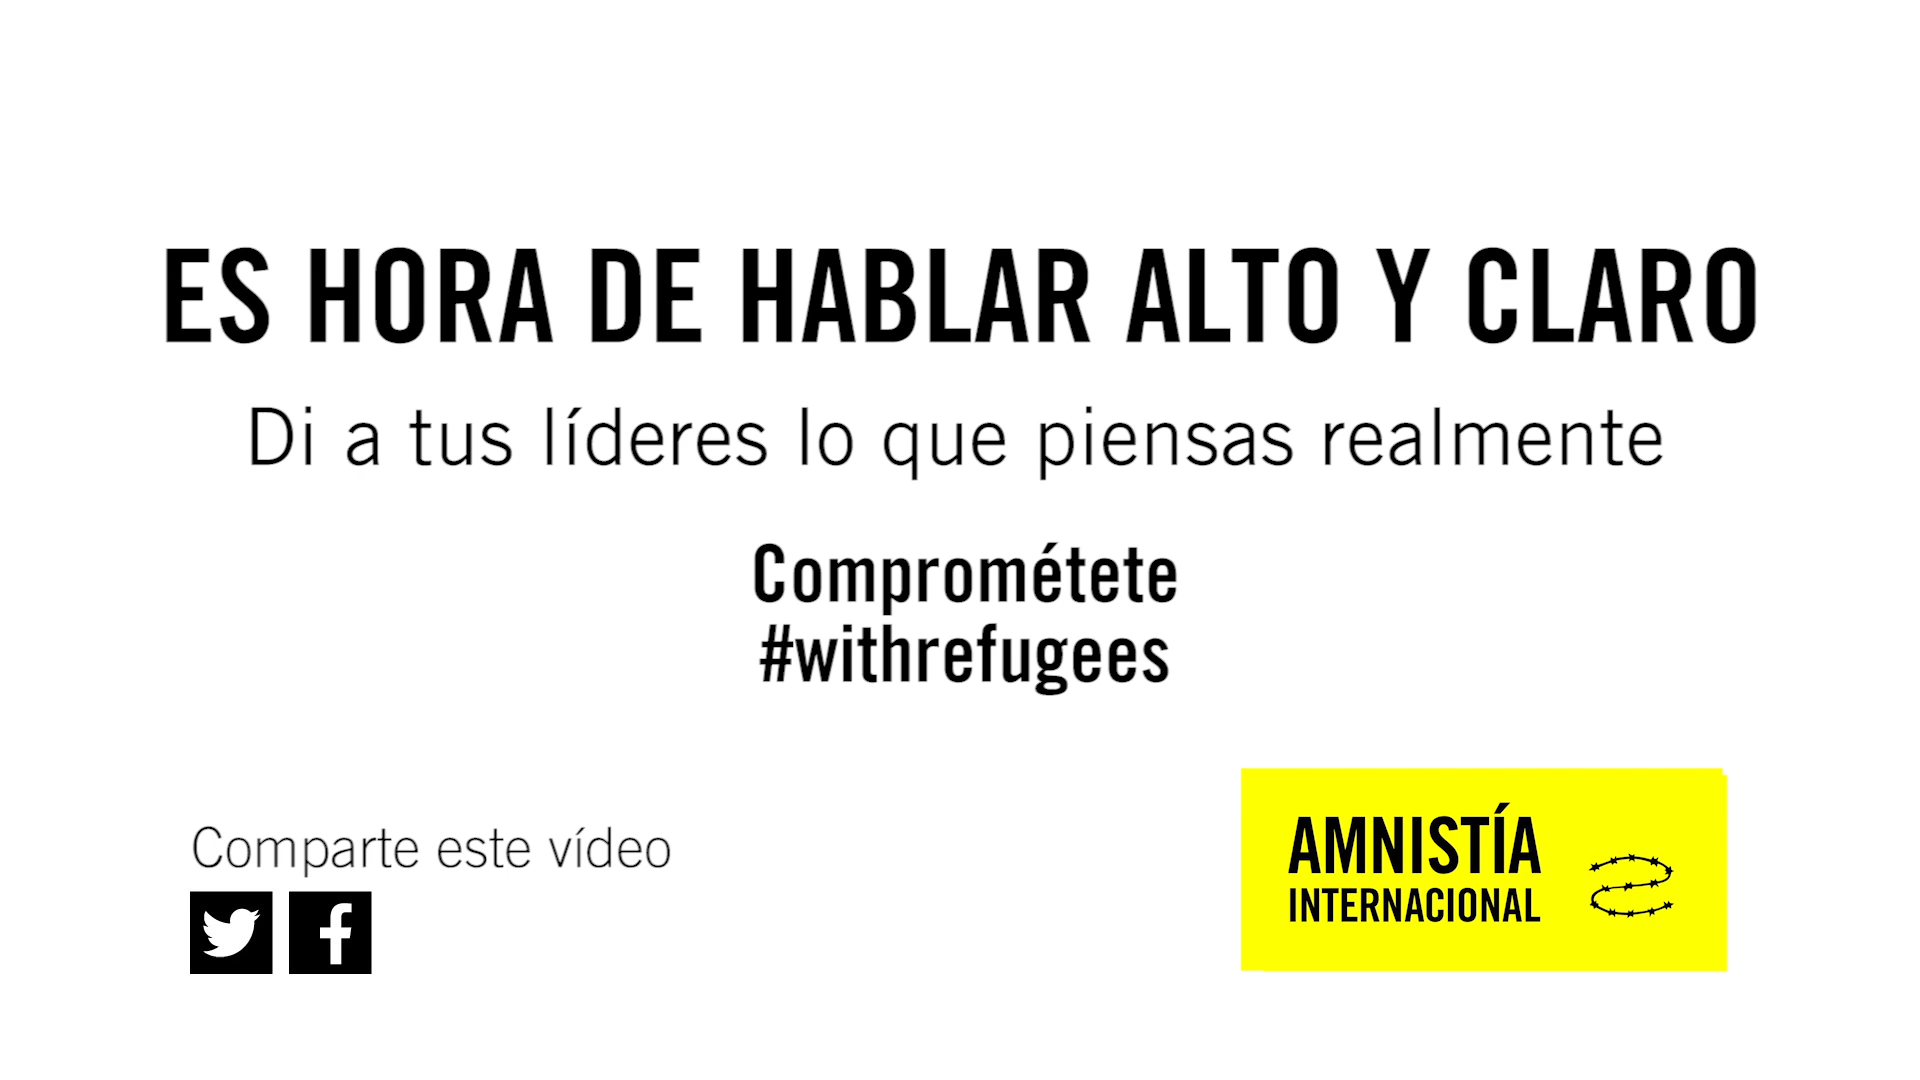 ES HORA DE HABLAR ALTO Y CLARO
Di a tus líderes lo que piensas realmente
Comprométete
#withrefugees
Comparte este vídeo
AMNISTÍA
INTERNACIONAL